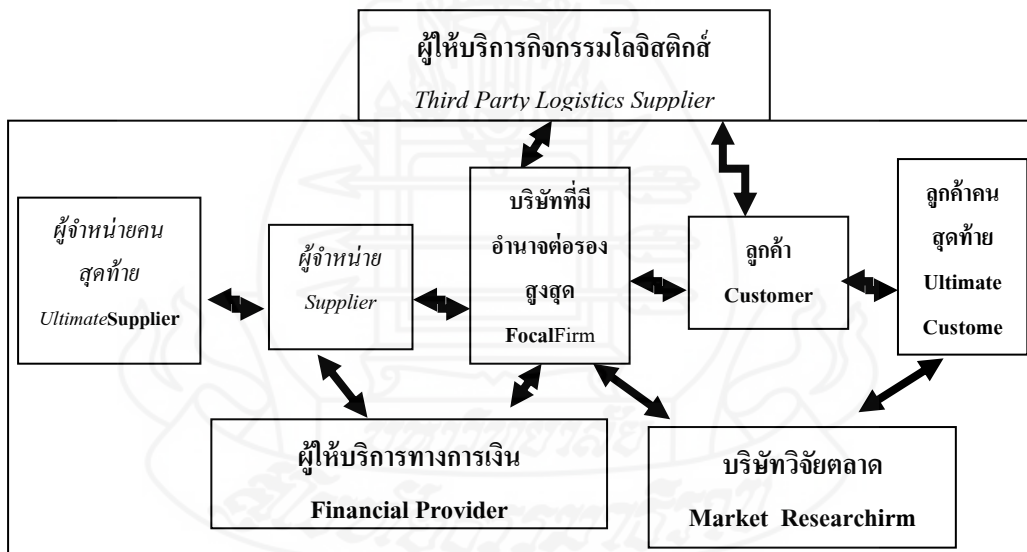 ผู้ให้บริการกิจกรรมโลจิสติกส์
Third Party Logistics Supplier
ผู้จำหน่ายคน
สุดท้าย
UltimateSupplier
ผู้จำหน่าย
Supplier
บริษัทที่มี
อำนาจต่อรอง
สูงสุด
FocalFirm
ลูกค้า
Customer
ลูกค้าคน
สุดท้าย
Ultimate
Custome
ผู้ให้บริการทางการเงิน
Financial Provider
บริษัทวิจัยตลาด
Market Researchirm